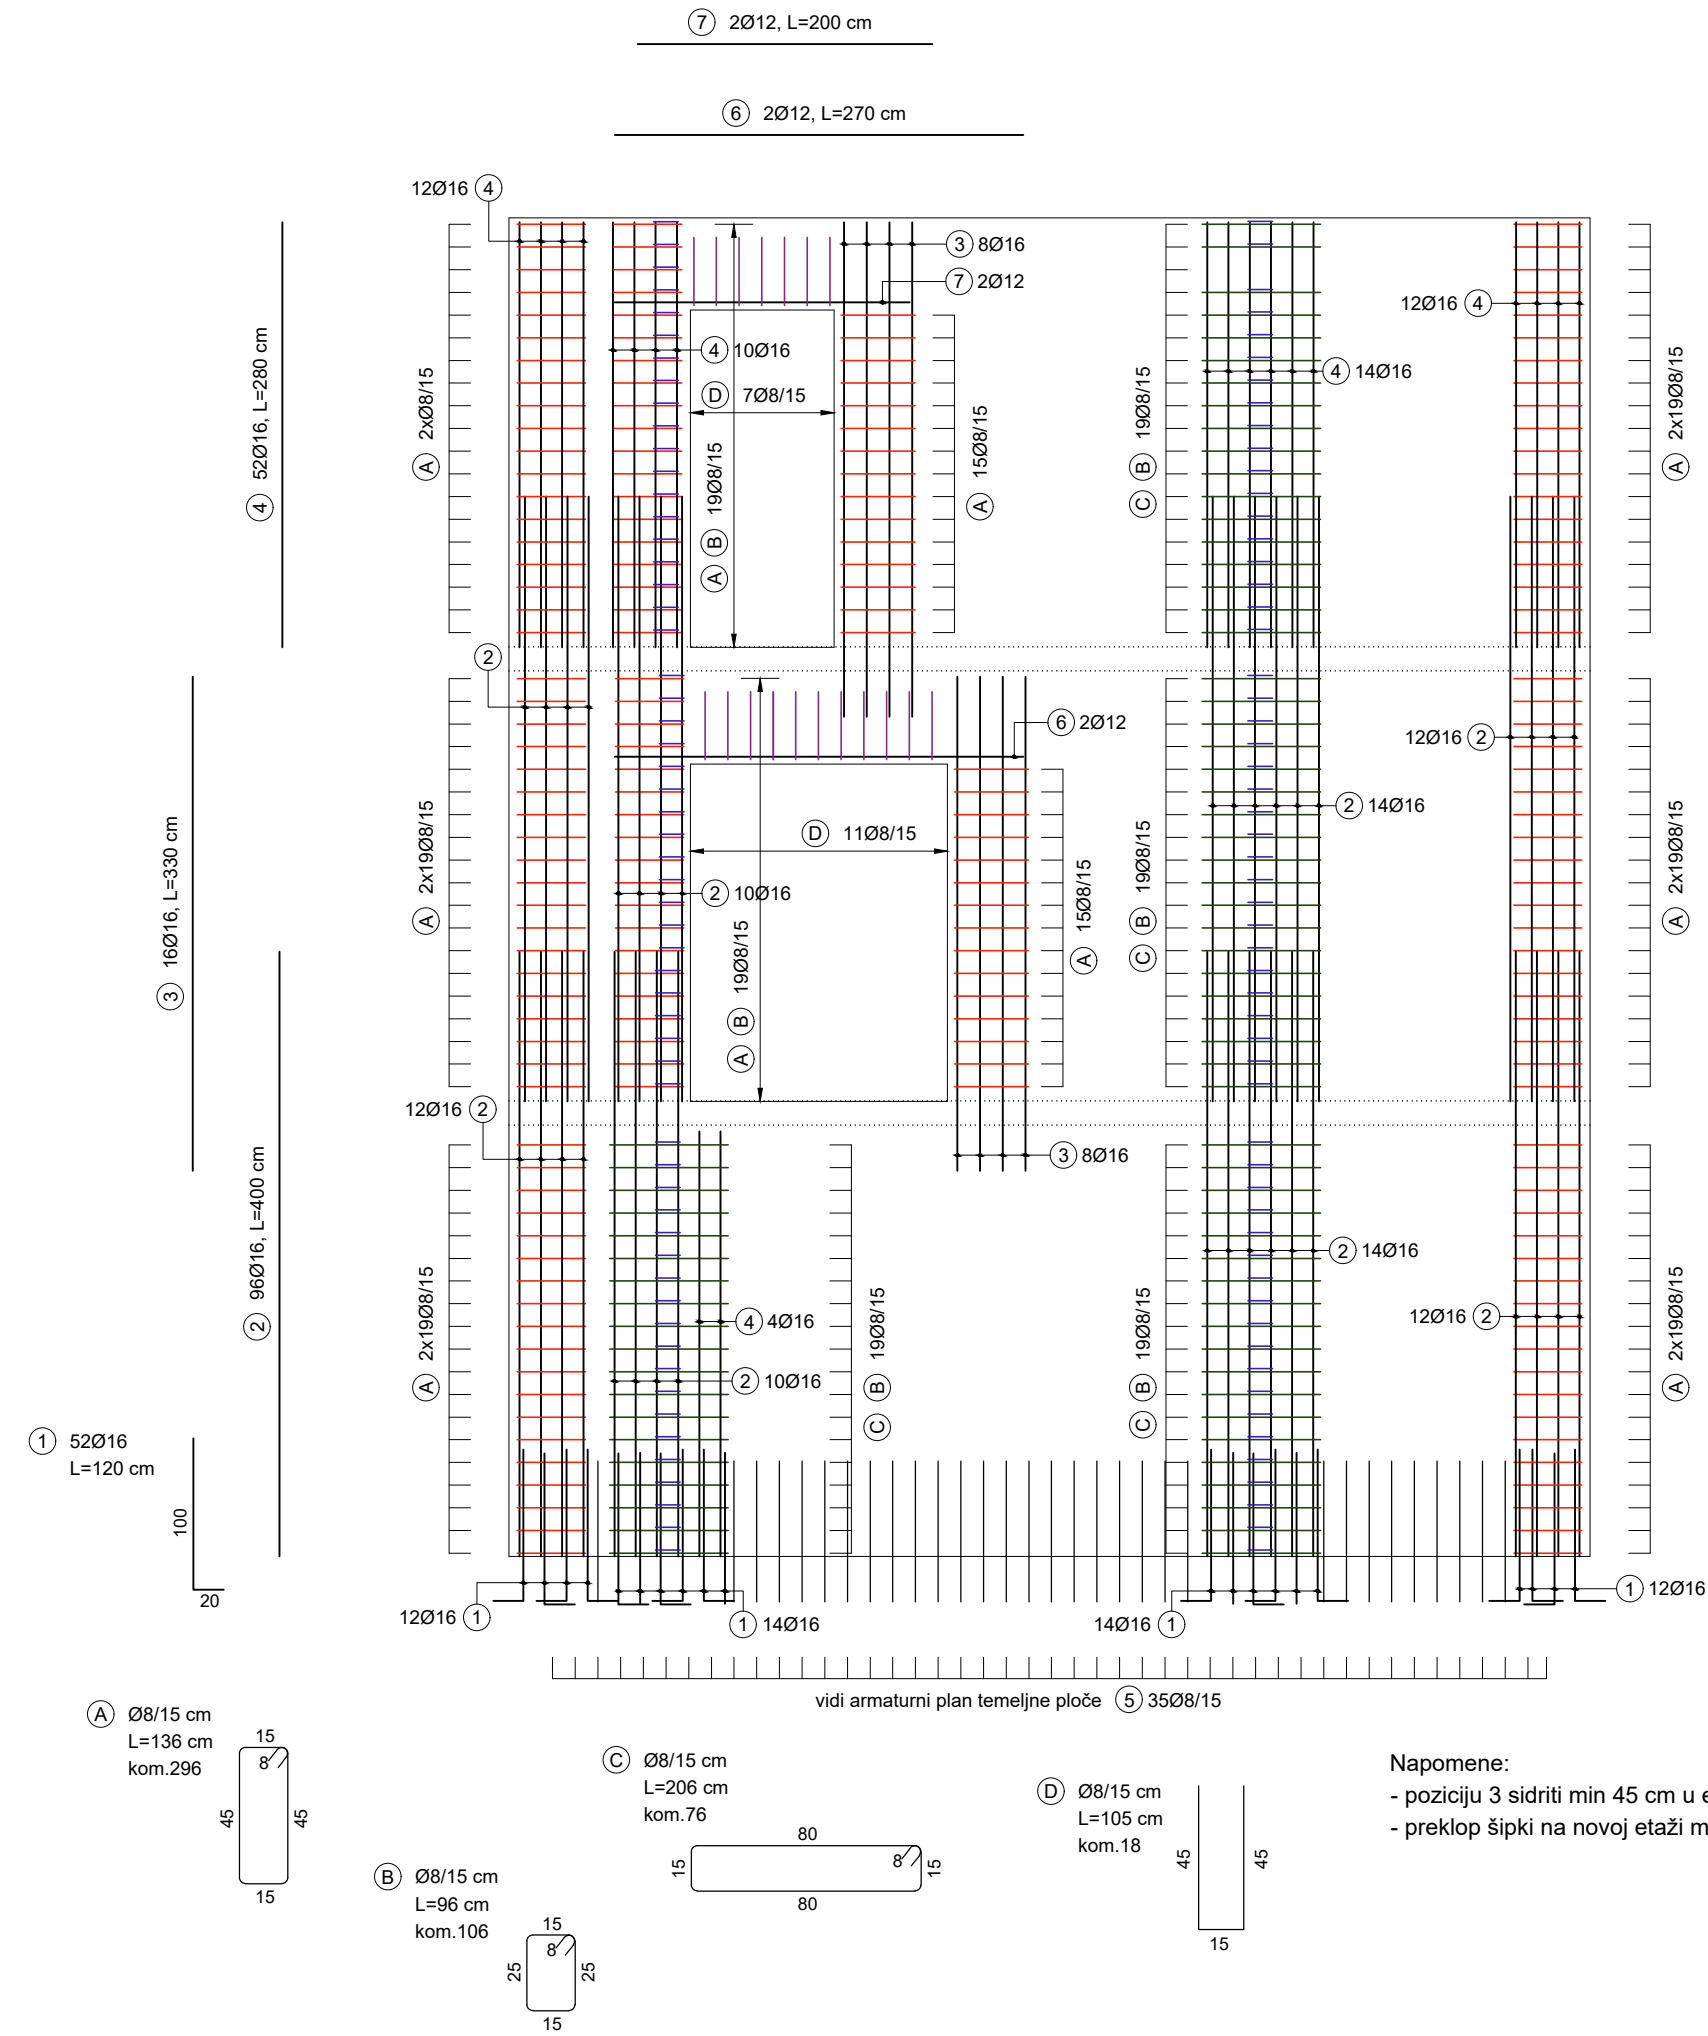 7 2Ø12, L=200 cm
6 2Ø12, L=270 cm
12Ø16 4
3 8Ø16
7 2Ø12
12Ø16 4
4 52Ø16, L=280 cm
A 2xØ8/15
4 10Ø16
D 7Ø8/15
A B 19Ø8/15
A 15Ø8/15
C B 19Ø8/15
4 14Ø16
A 2x19Ø8/15
2
6 2Ø12
12Ø16 2
3 16Ø16, L=330 cm
A 2x19Ø8/15
D 11Ø8/15
2 10Ø16
A B 19Ø8/15
A 15Ø8/15
C B 19Ø8/15
2 14Ø16
A 2x19Ø8/15
12Ø16 2
3 8Ø16
2 96Ø16, L=400 cm
A 2x19Ø8/15
4 4Ø16
2 10Ø16
C B 19Ø8/15
C B 19Ø8/15
2 14Ø16
12Ø16 2
A 2x19Ø8/15
1 52Ø16
L=120 cm
100
20
12Ø16 1
1 14Ø16
14Ø16 1
1 12Ø16
vidi armaturni plan temeljne ploče 5 35Ø8/15
A Ø8/15 cm
L=136 cm
kom.296
15
8
45
45
15
B Ø8/15 cm
L=96 cm
kom.106
15
8
25
25
15
C Ø8/15 cm
L=206 cm
kom.76
80
8
15
15
80
D Ø8/15 cm
L=105 cm
kom.18
45
45
15
Napomene:
- poziciju 3 sidriti min 45 cm u
- preklop šipki na novoj etaži